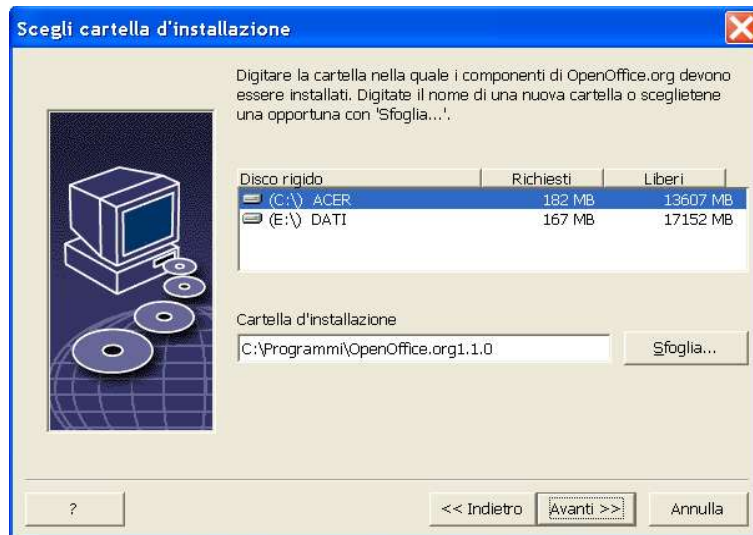 Scegli cartella d'installazione
Digitare la cartella nella quale i componenti di OpenOffice.org devono
essere installati. Digitate il nome di una nuova cartella o sceglietene
una opportuna con 'Sfoglia...'.
Disco rigido Richiesti Liberi
(C:\) ACER 182 MB 13607 MB
(E:\) DATI 167 MB 17152 MB
Cartella d'installazione
C:\Programmi\OpenOffice.org1.1.0 Sfoglia...
? << Indietro Avanti >> Annulla